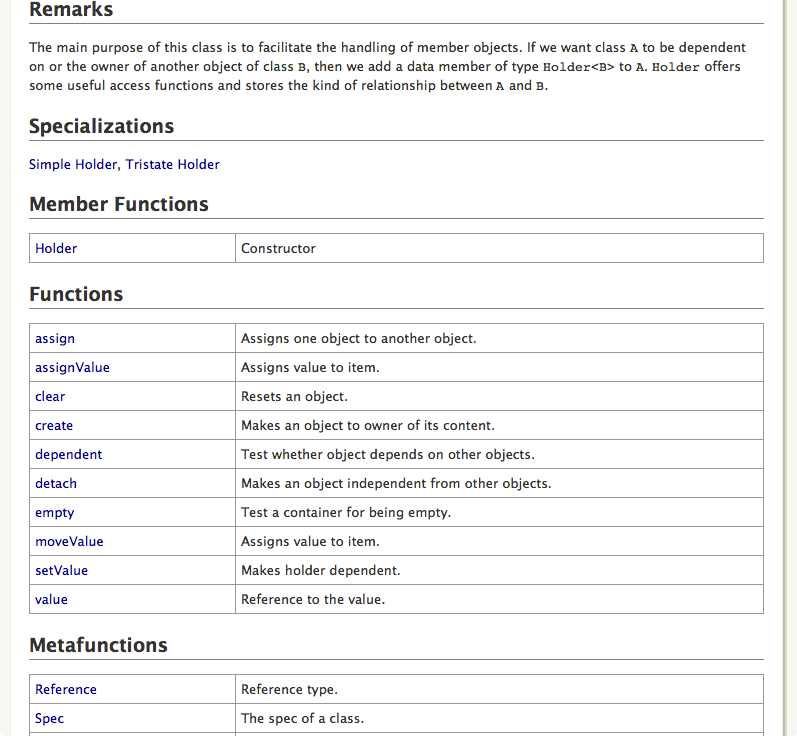 Remarks
The main purpose of this class is to facilitate the handling of member objects. If we want class A to be dependent
on or the owner of another object of class B, then we add a data member of type Holder<B> to A. Holder offers
some useful access functions and stores the kind of relationship between A and B.
Specializations
Simple Holder, Tristate Holder
Member Functions
Holder Constructor
Functions
assign Assigns one object to another object.
assignValue Assigns value to item.
clear Resets an object.
create Makes an object to owner of its content.
dependent Test whether object depends on other objects.
detach Makes an object independent from other objects.
empty Test a container for being empty.
moveValue Assigns value to item.
setValue Makes holder dependent.
value Reference to the value.
Metafunctions
Reference Reference type.
Spec The spec of a class.